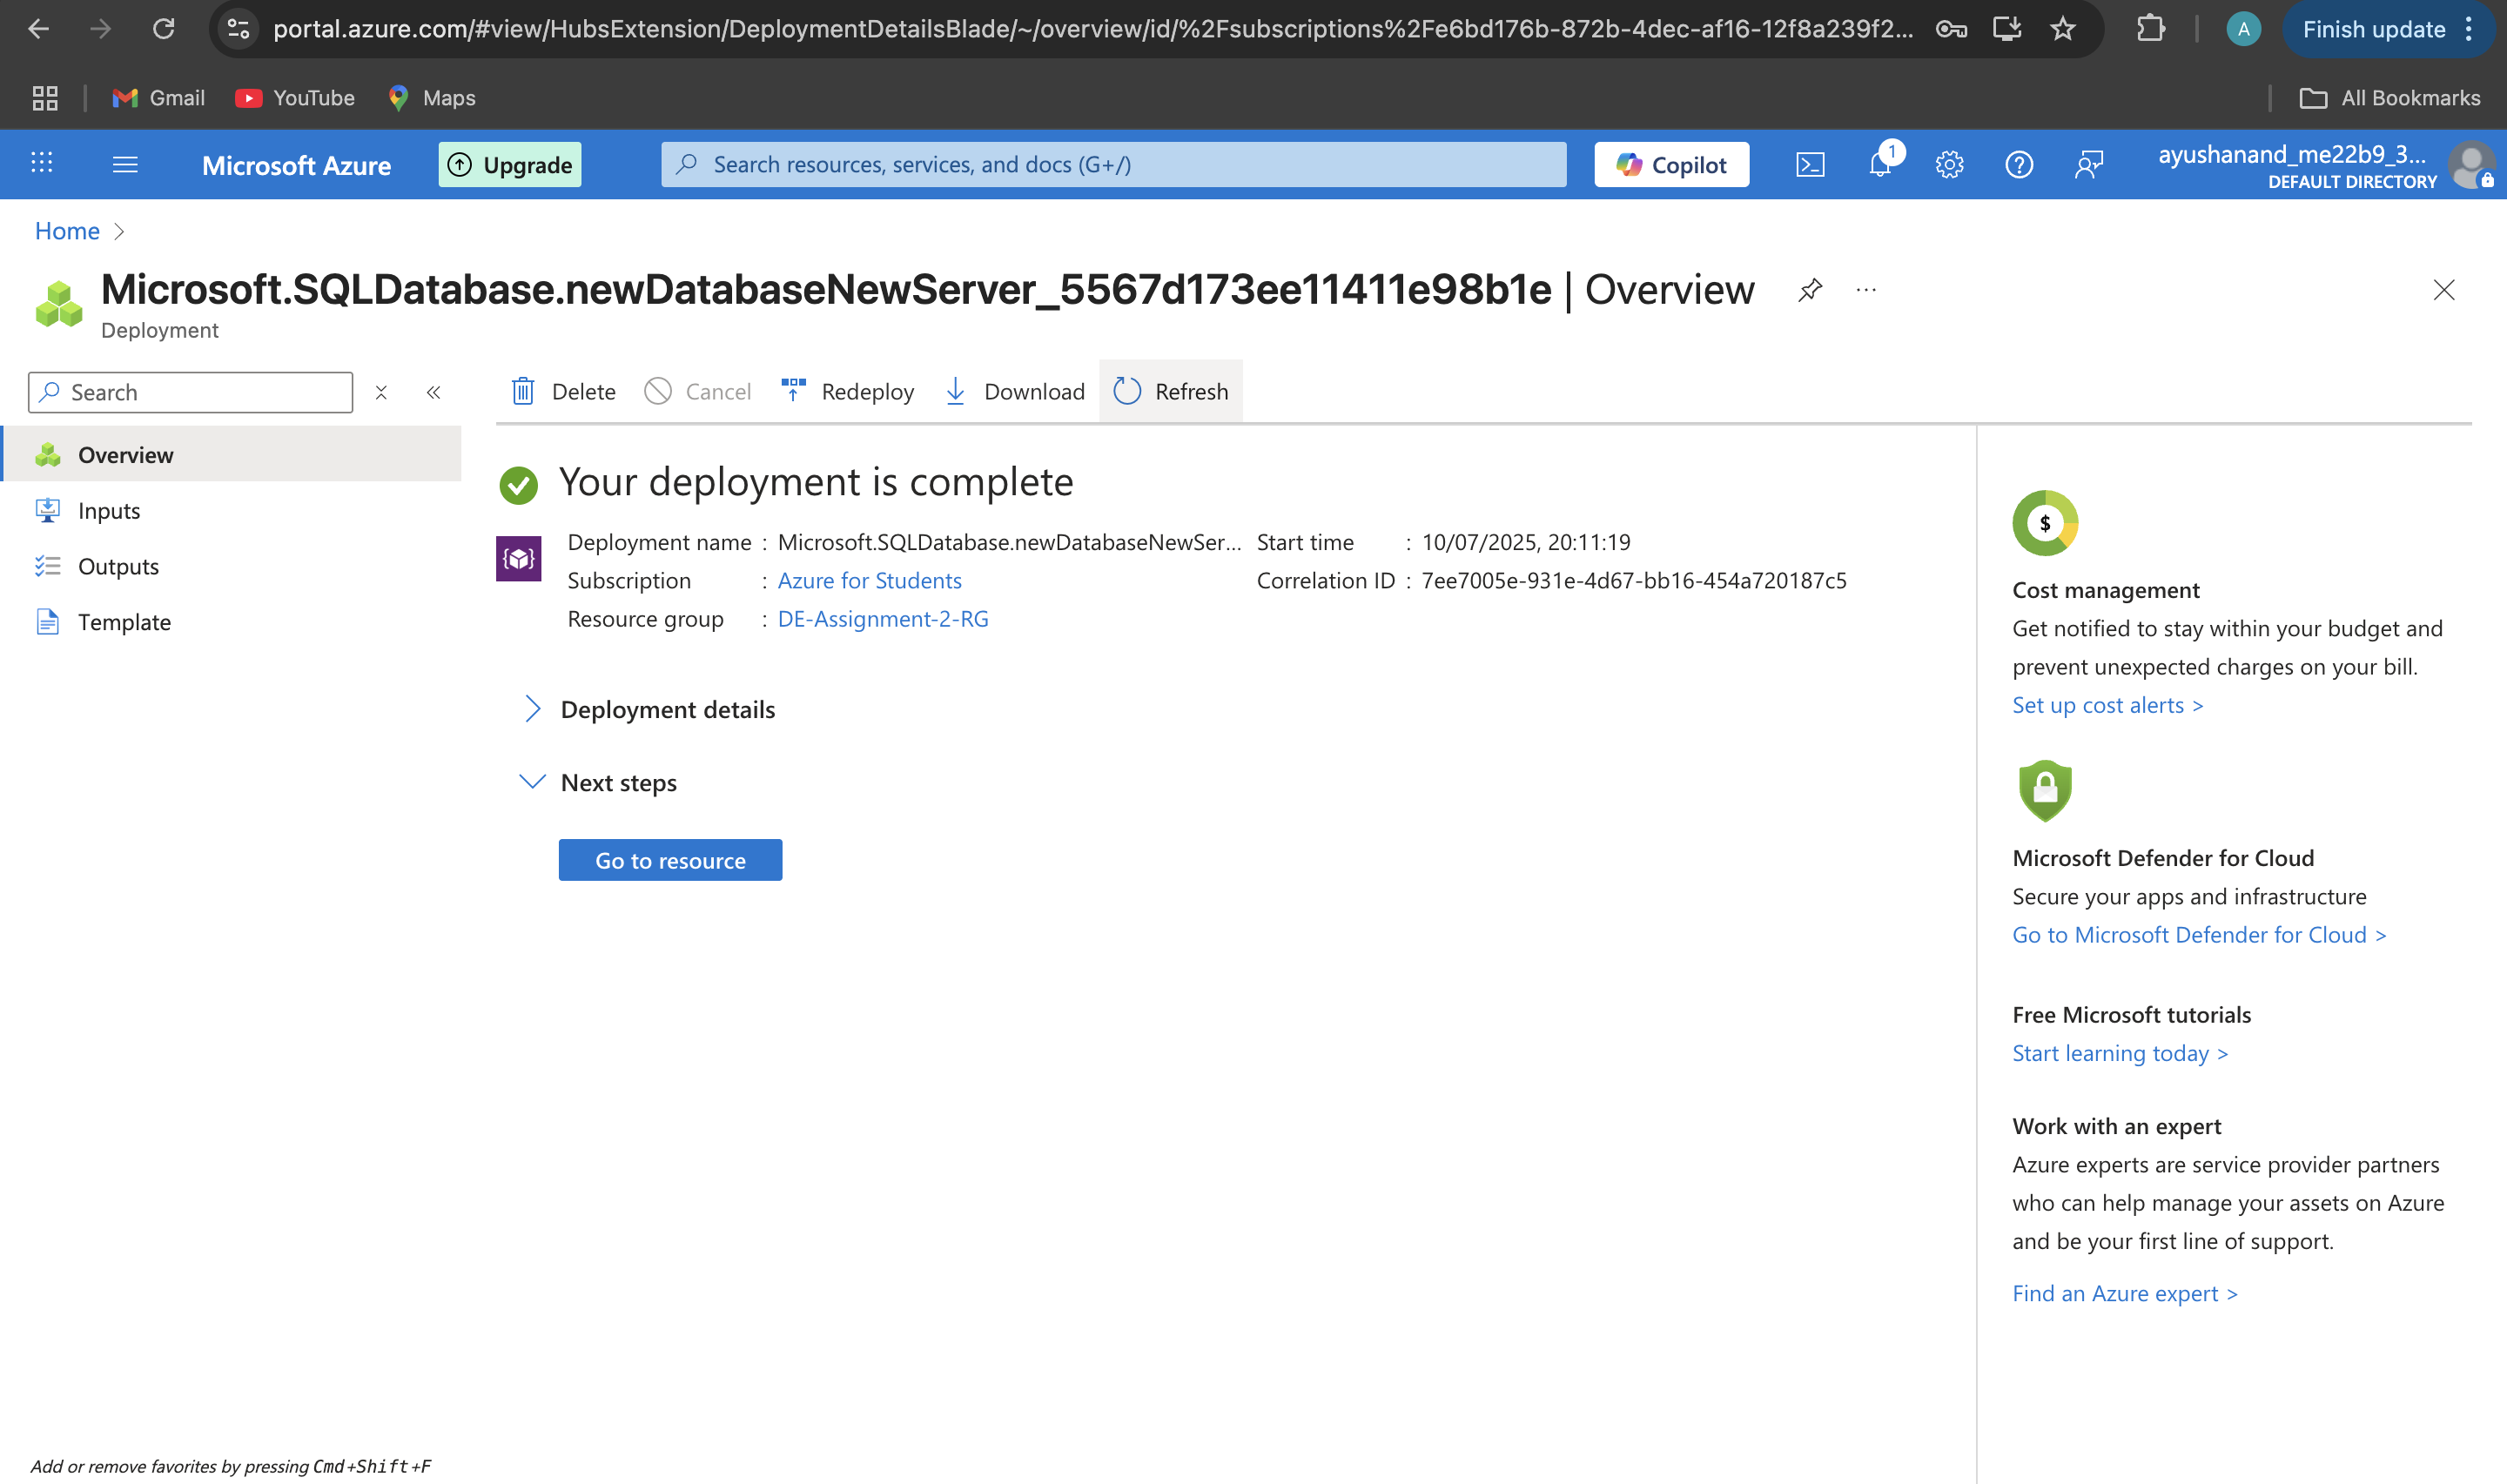 portal.azure.com/#view/HubsExtension/DeploymentDetailsBlade/~/overview/id/%2Fsubscriptions%2Fe6bd176b-872b-4dec-af16-12f8a239f2...
A
Finish update
Gmail
YouTube
Maps
All Bookmarks
Microsoft Azure
Upgrade
Search resources, services, and docs (G+/)
Copilot
1
ayushanand_me22b9_3...
DEFAULT DIRECTORY
Home
Microsoft.SQLDatabase.newDatabaseNewServer_5567d173ee11411e98b1e | Overview
Deployment
Search
Delete
Cancel
Redeploy
Download
Refresh
Overview
Inputs
Outputs
Template
Your deployment is complete
Deployment name : Microsoft.SQLDatabase.newDatabaseNewSer...
Subscription : Azure for Students
Resource group : DE-Assignment-2-RG
Start time : 10/07/2025, 20:11:19
Correlation ID : 7ee7005e-931e-4d67-bb16-454a720187c5
Deployment details
Next steps
Go to resource
$
Cost management
Get notified to stay within your budget and
prevent unexpected charges on your bill.
Set up cost alerts >
Microsoft Defender for Cloud
Secure your apps and infrastructure
Go to Microsoft Defender for Cloud >
Free Microsoft tutorials
Start learning today >
Work with an expert
Azure experts are service provider partners
who can help manage your assets on Azure
and be your first line of support.
Find an Azure expert >
Add or remove favorites by pressing Cmd+Shift+F